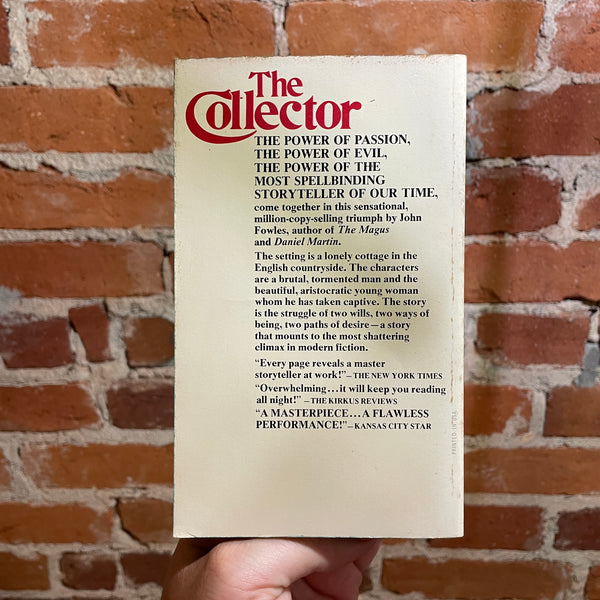 The
Collector
THE POWER OF PASSION,
THE POWER OF EVIL,
THE POWER OF THE
MOST SPELLBINDING
STORYTELLER OF OUR TIME,
come together in this sensational,
million-copy-selling triumph by John
Fowles, author of The Magus
and Daniel Martin.
The setting is a lonely cottage in the
English countryside. The characters
are a brutal, tormented man and the
beautiful, aristocratic young woman
whom he has taken captive. The story
is the struggle of two wills, two ways of
being, two paths of desire—a story
that mounts to the most shattering
climax in modern fiction.
“Every page reveals a master
storyteller at work!”—THE NEW YORK TIMES
“Overwhelming...it will keep you reading
all night!” —THE KIRKUS REVIEWS
“A MASTERPIECE...A FLAWLESS
PERFORMANCE!”—KANSAS CITY STAR
PRINTED IN USA